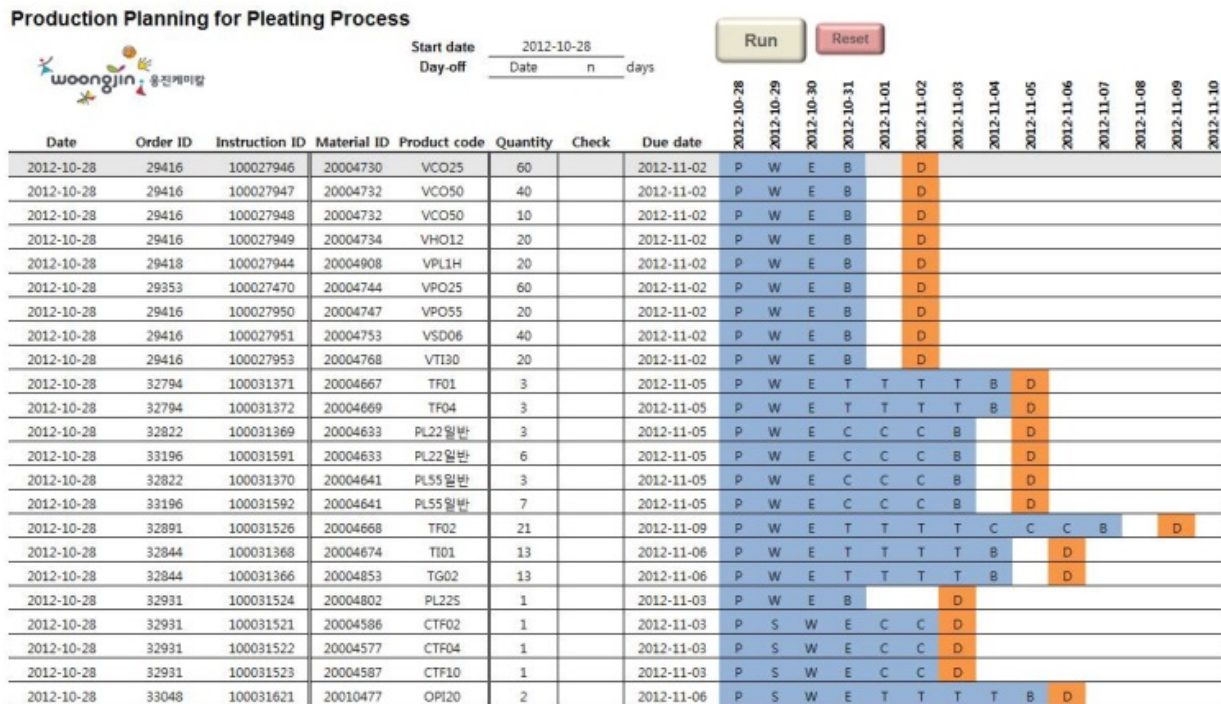 Production Planning for Pleating Process
woongjin 웅진케미칼
Start date 2012-10-28
Day-off Date n days
Run
Reset
2012-10-28 2012-10-29 2012-10-30 2012-10-31 2012-11-01 2012-11-02 2012-11-03 2012-11-04 2012-11-05 2012-11-06 2012-11-07 2012-11-08 2012-11-09 2012-11-10
Date Order ID Instruction ID Material ID Product code Quantity Check Due date
2012-10-28 29416 100027946 20004730 VCO25 60 2012-11-02 P W E B D
2012-10-28 29416 100027947 20004732 VCO50 40 2012-11-02 P W E B D
2012-10-28 29416 100027948 20004732 VCO50 10 2012-11-02 P W E B D
2012-10-28 29416 100027949 20004734 VHO12 20 2012-11-02 P W E B D
2012-10-28 29418 100027944 20004908 VPL1H 20 2012-11-02 P W E B D
2012-10-28 29353 100027470 20004744 VPO25 60 2012-11-02 P W E B D
2012-10-28 29416 100027950 20004747 VPO55 20 2012-11-02 P W E B D
2012-10-28 29416 100027951 20004753 VSD06 40 2012-11-02 P W E B D
2012-10-28 29416 100027953 20004768 VTI30 20 2012-11-02 P W E B D
2012-10-28 32794 100031371 20004667 TF01 3 2012-11-05 P W E T T T T B D
2012-10-28 32794 100031372 20004669 TF04 3 2012-11-05 P W E T T T T B D
2012-10-28 32822 100031369 20004633 PL22일반 3 2012-11-05 P W E C C C B D
2012-10-28 33196 100031591 20004633 PL22일반 6 2012-11-05 P W E C C C B D
2012-10-28 32822 100031370 20004641 PL55일반 3 2012-11-05 P W E C C C B D
2012-10-28 33196 100031592 20004641 PL55일반 7 2012-11-05 P W E C C C B D
2012-10-28 32891 100031526 20004668 TF02 21 2012-11-09 P W E T T T T C C C B D
2012-10-28 32844 100031368 20004674 TI01 13 2012-11-06 P W E T T T T B D
2012-10-28 32844 100031366 20004853 TG02 13 2012-11-06 P W E T T T T B D
2012-10-28 32931 100031524 20004802 PL22S 1 2012-11-03 P W E B D
2012-10-28 32931 100031521 20004586 CTF02 1 2012-11-03 P S W E C C D
2012-10-28 32931 100031522 20004577 CTF04 1 2012-11-03 P S W E C C D
2012-10-28 32931 100031523 20004587 CTF10 1 2012-11-03 P S W E C C D
2012-10-28 33048 100031621 20010477 OPI20 2 2012-11-06 P S W E T T T T B D